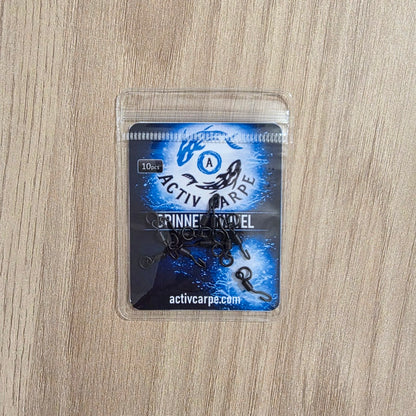 A
10pcs
ACTIV CARPE
SPINNER SWIVEL
activcarpe.com